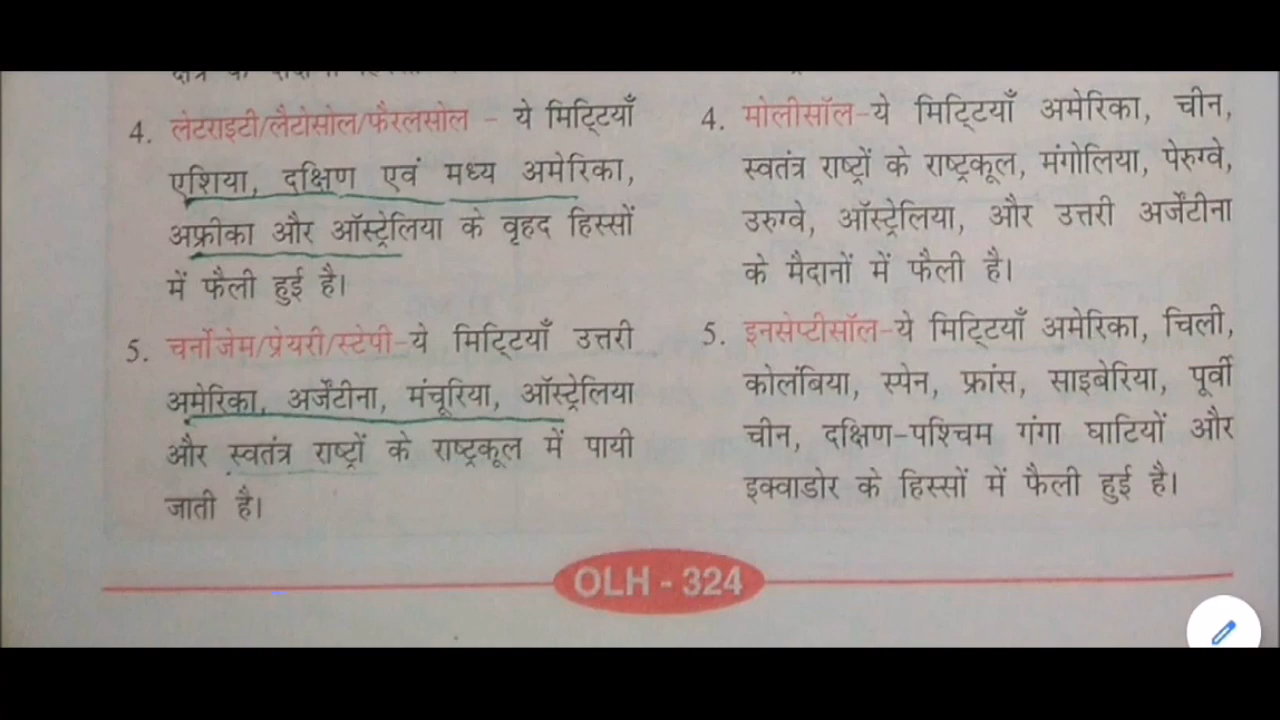 4. लेटराइटी/लैटोसोल/फैरलसोल - ये मिट्टियाँ
एशिया, दक्षिण एवं मध्य अमेरिका,
अफ्रीका और ऑस्ट्रेलिया के वृहद हिस्सों
में फैली हुई है।
5. चर्नोजेम/प्रेयरी/स्टेपी-ये मिट्टियाँ उत्तरी
अमेरिका, अर्जेंटीना, मंचूरिया, ऑस्ट्रेलिया
और स्वतंत्र राष्ट्रों के राष्ट्रकूल में पायी
जाती है।
4. मोलीसॉल-ये मिट्टियाँ अमेरिका, चीन,
स्वतंत्र राष्ट्रों के राष्ट्रकूल, मंगोलिया, पेरुग्वे,
उरुग्वे, ऑस्ट्रेलिया, और उत्तरी अर्जेंटीना
के मैदानों में फैली है।
5. इनसेप्टीसॉल-ये मिट्टियाँ अमेरिका, चिली,
कोलंबिया, स्पेन, फ्रांस, साइबेरिया, पूर्वी
चीन, दक्षिण-पश्चिम गंगा घाटियों और
इक्वाडोर के हिस्सों में फैली हुई है।
OLH - 324